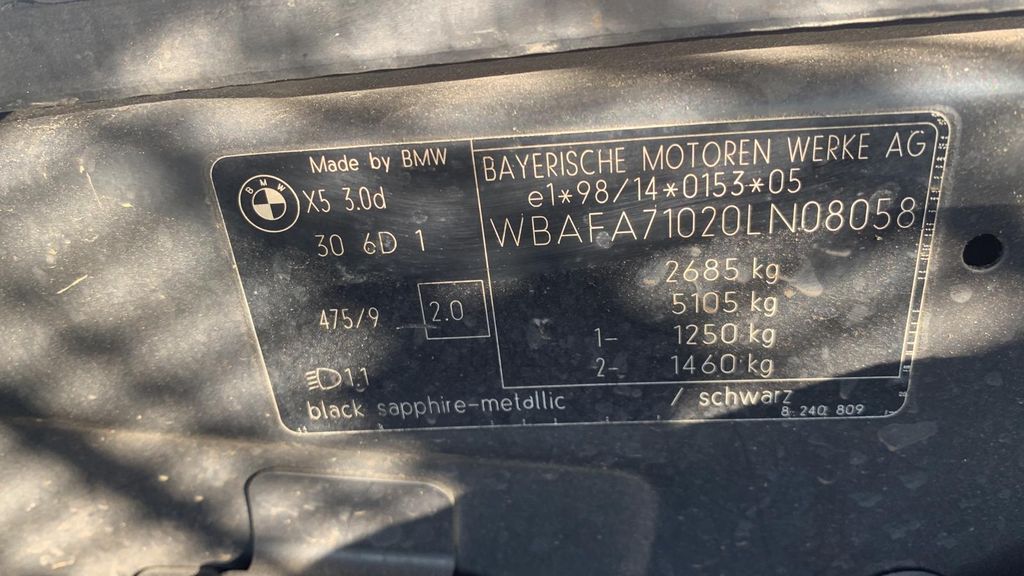 Made by BMW
BMW
X5 3.0d
30 6D 1
475/9
2.0
1.1
black sapphire-metallic / schwarz
8 240 809
BAYERISCHE MOTOREN WERKE AG
e1*98/14*0153*05
WBAFA71020LN08058
2685 kg
5105 kg
1- 1250 kg
2- 1460 kg